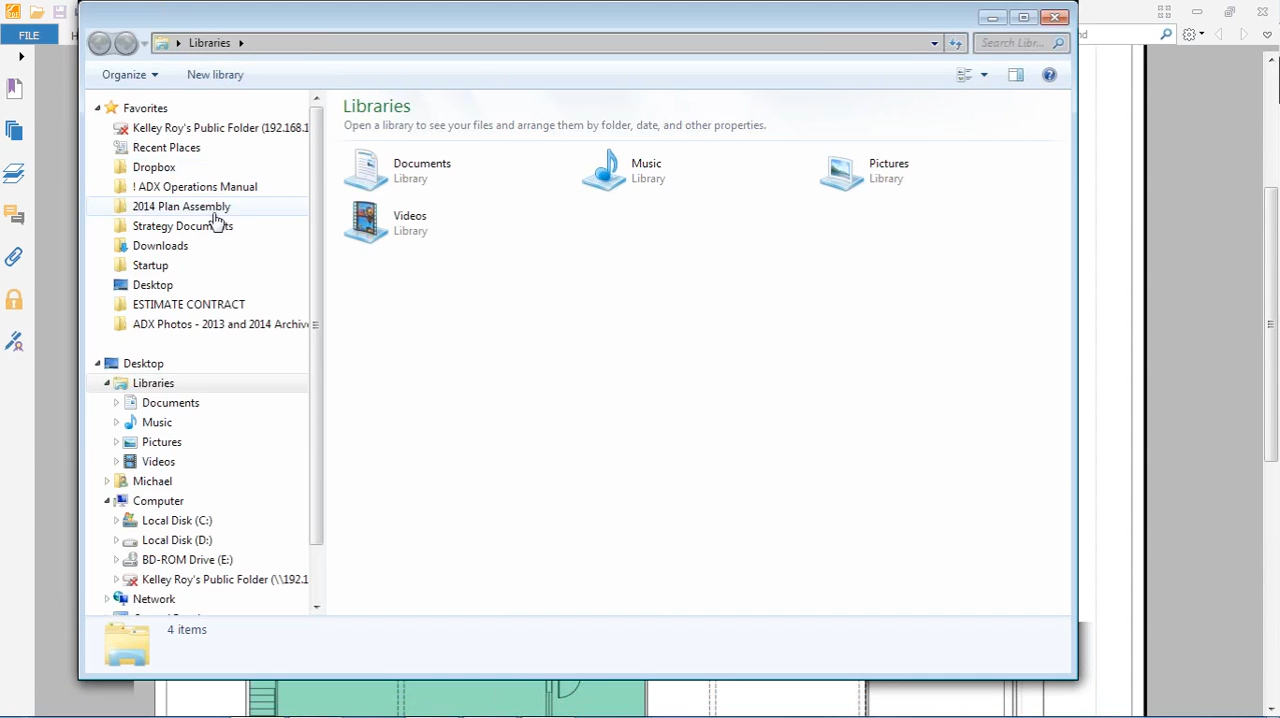 FILE
Libraries
Search Libr...
Organize
New library
Favorites
Kelley Roy's Public Folder (192.168.1
Recent Places
Dropbox
! ADX Operations Manual
2014 Plan Assembly
Strategy Documents
Downloads
Startup
Desktop
ESTIMATE CONTRACT
ADX Photos - 2013 and 2014 Archive
Desktop
Libraries
Documents
Music
Pictures
Videos
Michael
Computer
Local Disk (C:)
Local Disk (D:)
BD-ROM Drive (E:)
Kelley Roy's Public Folder (\\192.1
Network
Libraries
Open a library to see your files and arrange them by folder, date, and other properties.
Documents
Library
Music
Library
Pictures
Library
Videos
Library
4 items